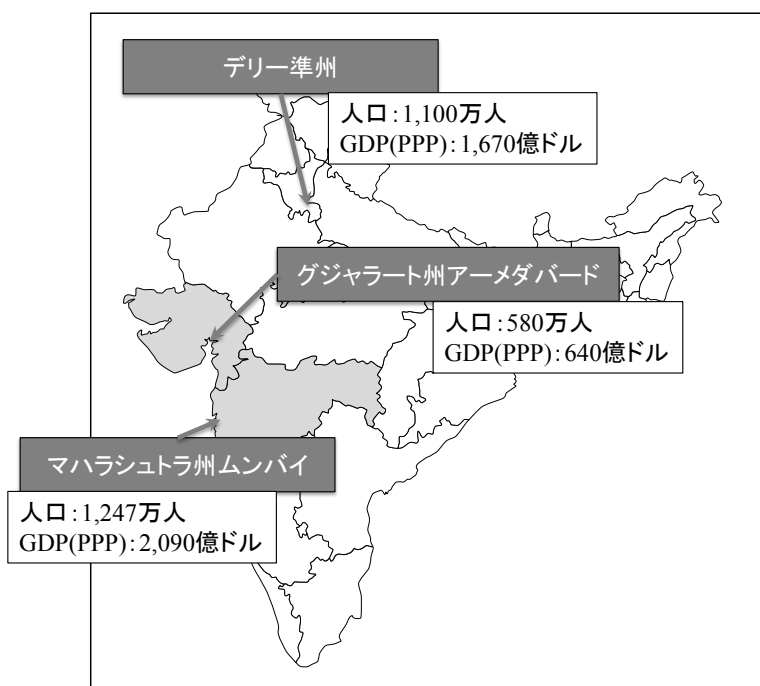 デリー準州
人口：1,100万人
GDP(PPP)：1,670億ドル
グジャラート州アーメダバード
人口：580万人
GDP(PPP)：640億ドル
マハラシュトラ州ムンバイ
人口：1,247万人
GDP(PPP)：2,090億ドル